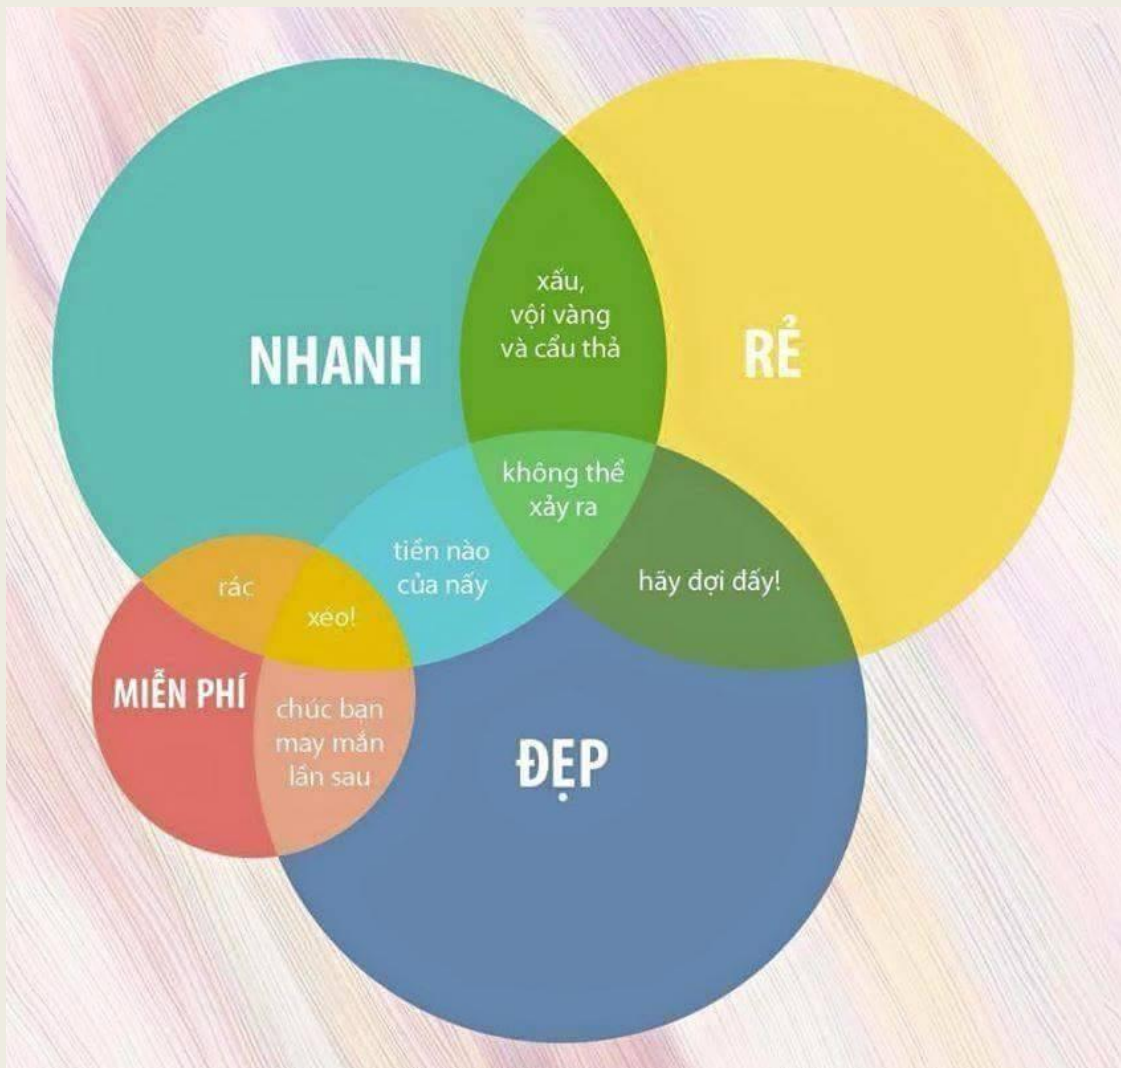 xấu,
vội vàng
và cẩu thả
NHANH
RẺ
không thể
xảy ra
tiền nào
của nấy
hãy đợi đấy!
rác
xéo!
MIỄN PHÍ
chúc bạn
may mắn
lần sau
ĐẸP